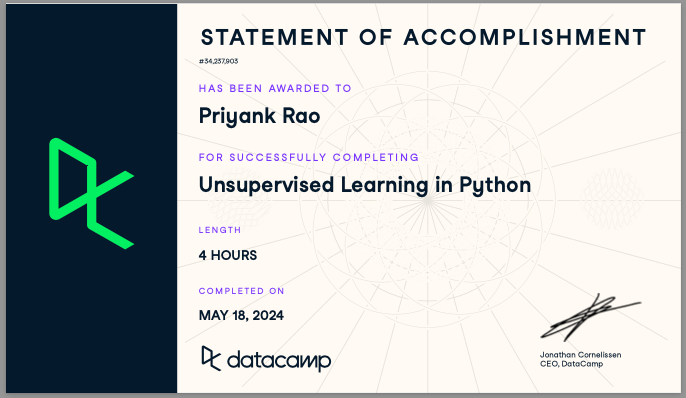 STATEMENT OF ACCOMPLISHMENT
#34,237,903
HAS BEEN AWARDED TO
Priyank Rao
FOR SUCCESSFULLY COMPLETING
Unsupervised Learning in Python
LENGTH
4 HOURS
COMPLETED ON
MAY 18, 2024
datacamp
Jonathan Cornelissen
CEO, DataCamp